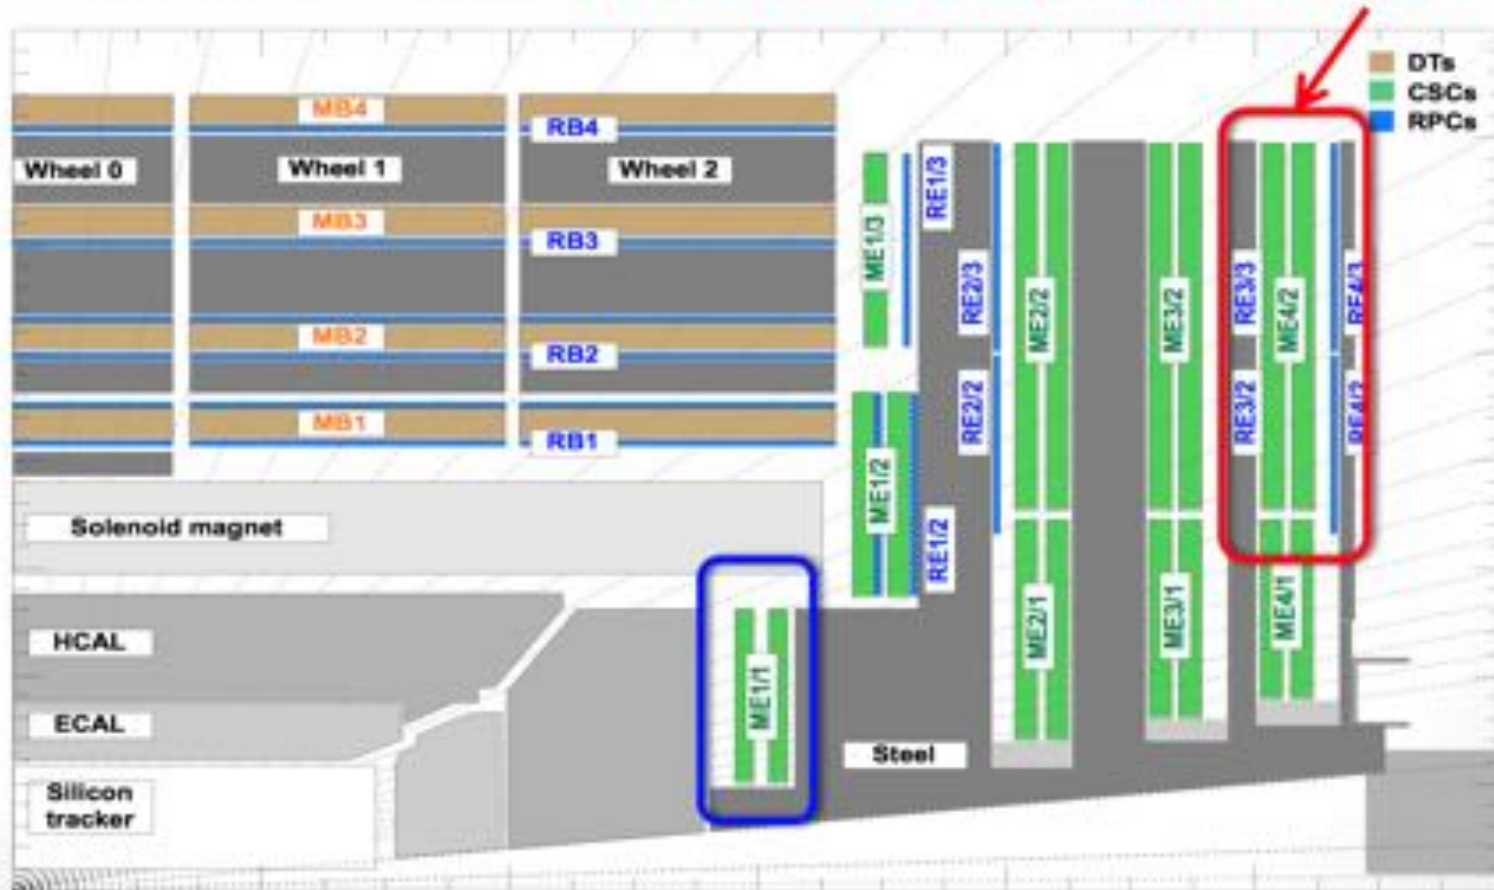 DTs
CSCs
RPCs
MB4
RB4
Wheel 0
Wheel 1
Wheel 2
MB3
RB3
MB2
RB2
MB1
RB1
ME1/3
RE1/3
RE2/3
ME2/2
ME3/2
RE3/3
ME4/2
RE4/3
ME1/2
RE2/2
RE3/2
RE4/2
RE1/2
Solenoid magnet
HCAL
ME1/1
ME2/1
ME3/1
ME4/1
ECAL
Steel
Silicon
tracker